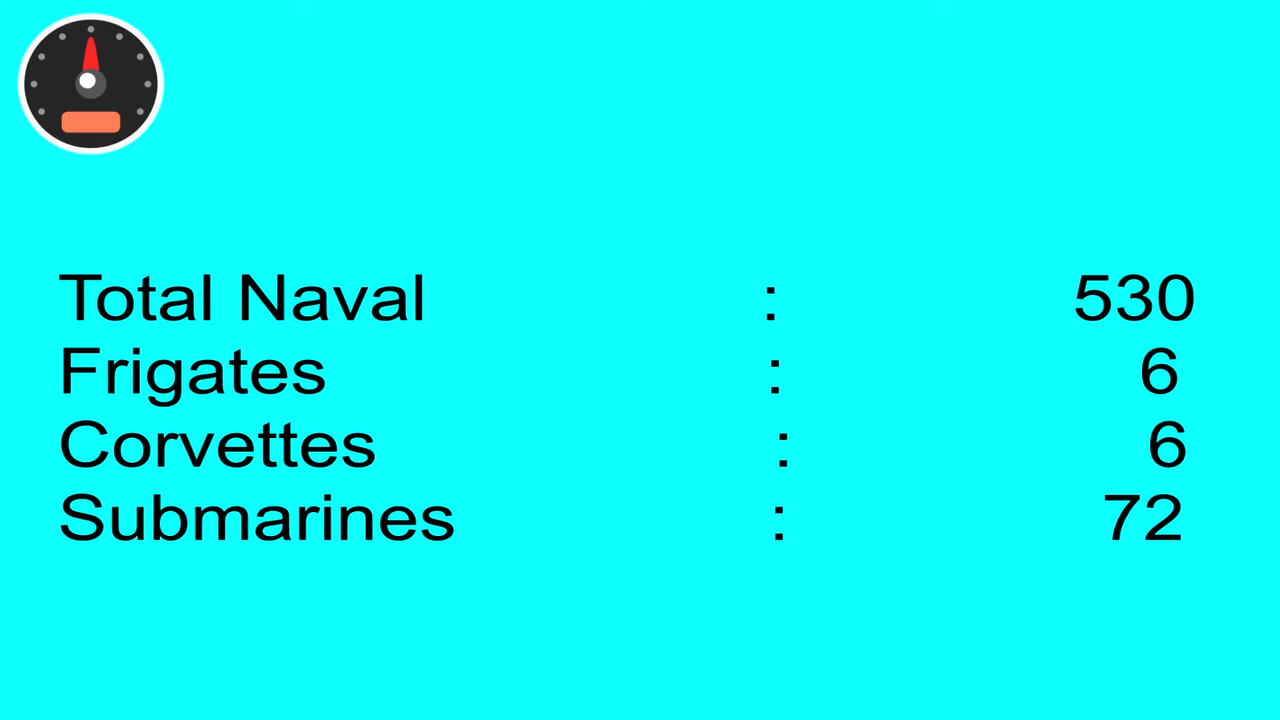 Total Naval : 530
Frigates : 6
Corvettes : 6
Submarines : 72